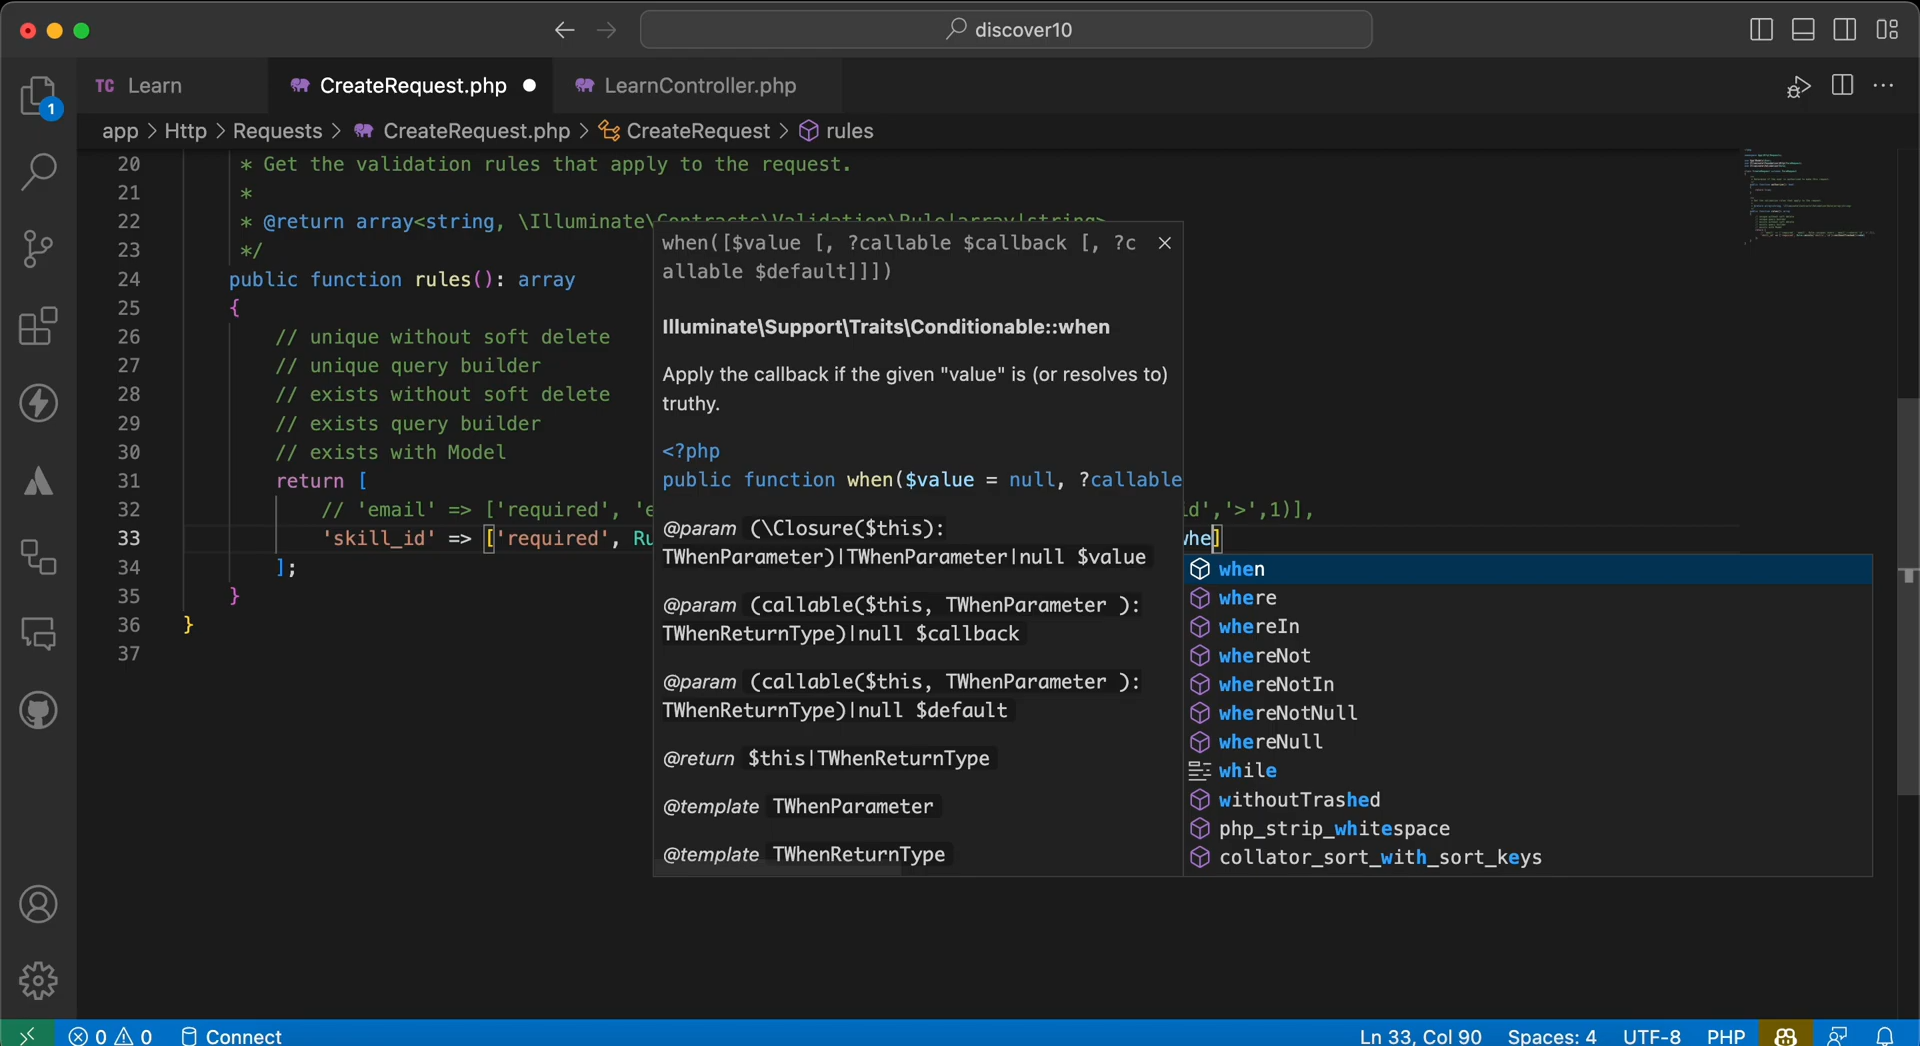 discover10
TC Learn
CreateRequest.php
LearnController.php
1
app > Http > Requests > CreateRequest.php > CreateRequest > rules
20 * Get the validation rules that apply to the request.
21 *
22 * @return array<string, \Illuminate\Contracts\Validation\Rule|array|string>
23 */
24 public function rules(): array
25 {
26 // unique without soft delete
27 // unique query builder
28 // exists without soft delete
29 // exists query builder
30 // exists with Model
31 return [
32 // 'email' => ['required', 'e id','>',1)],
33 'skill_id' => ['required', Ru whe]
34 ];
35 }
36 }
37
when([$value [, ?callable $callback [, ?c
allable $default]]])
Illuminate\Support\Traits\Conditionable::when
Apply the callback if the given "value" is (or resolves to)
truthy.
<?php
public function when($value = null, ?callable
@param (\Closure($this):
TWhenParameter)|TWhenParameter|null $value
@param (callable($this, TWhenParameter ):
TWhenReturnType)|null $callback
@param (callable($this, TWhenParameter ):
TWhenReturnType)|null $default
@return $this|TWhenReturnType
@template TWhenParameter
@template TWhenReturnType
when
where
whereIn
whereNot
whereNotIn
whereNotNull
whereNull
while
withoutTrashed
php_strip_whitespace
collator_sort_with_sort_keys
0 0 Connect
Ln 33, Col 90 Spaces: 4 UTF-8 PHP